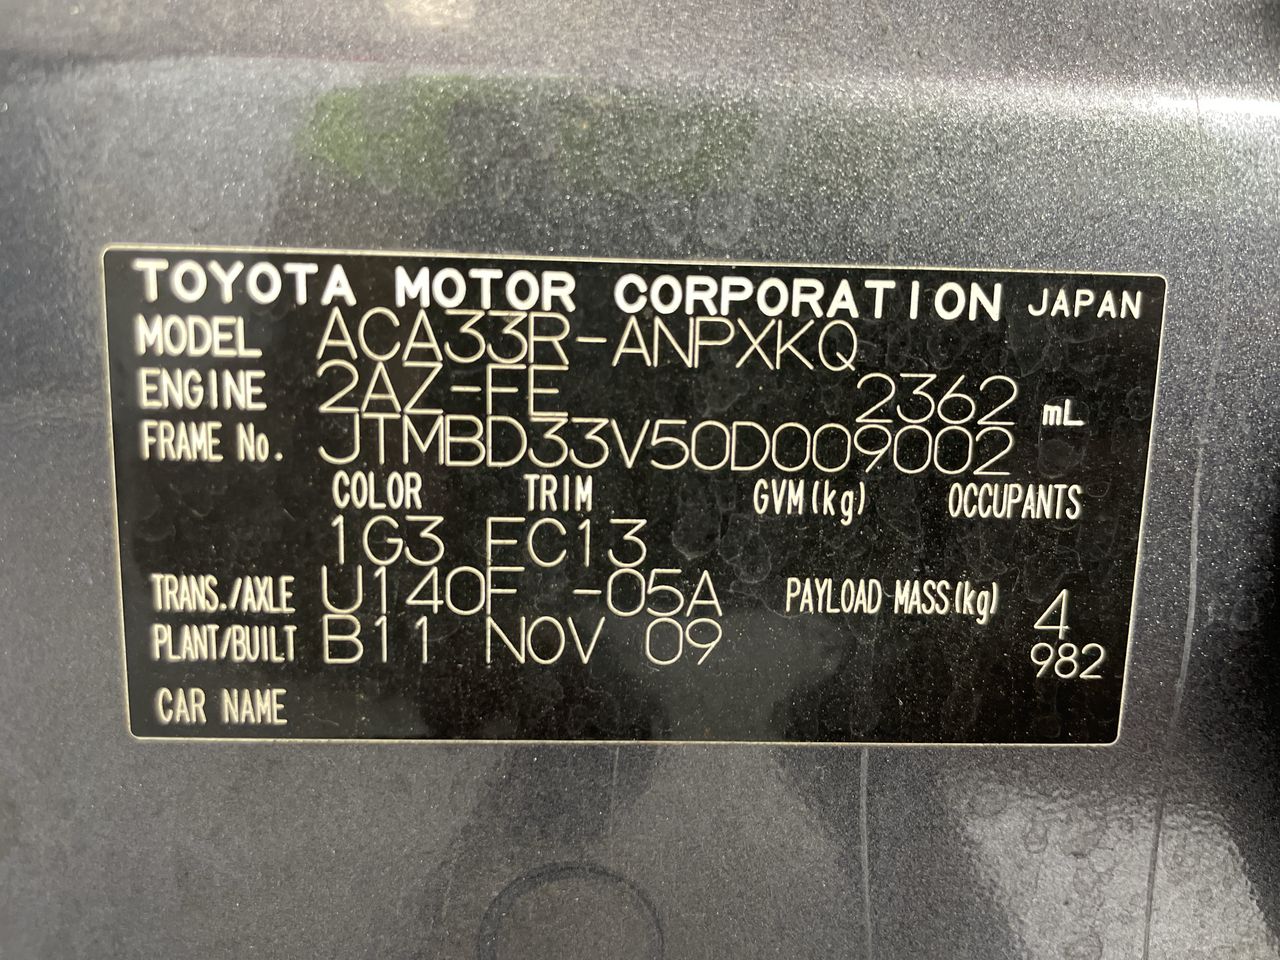 TOYOTA MOTOR CORPORATION JAPAN
MODEL ACA33R-ANPXKQ
ENGINE 2AZ-FE 2362 mL
FRAME No. JTMBD33V50D009002
COLOR TRIM GVM(kg) OCCUPANTS
1G3 FC13
TRANS./AXLE U140F -05A PAYLOAD MASS(kg) 4
PLANT/BUILT B11 NOV 09 982
CAR NAME